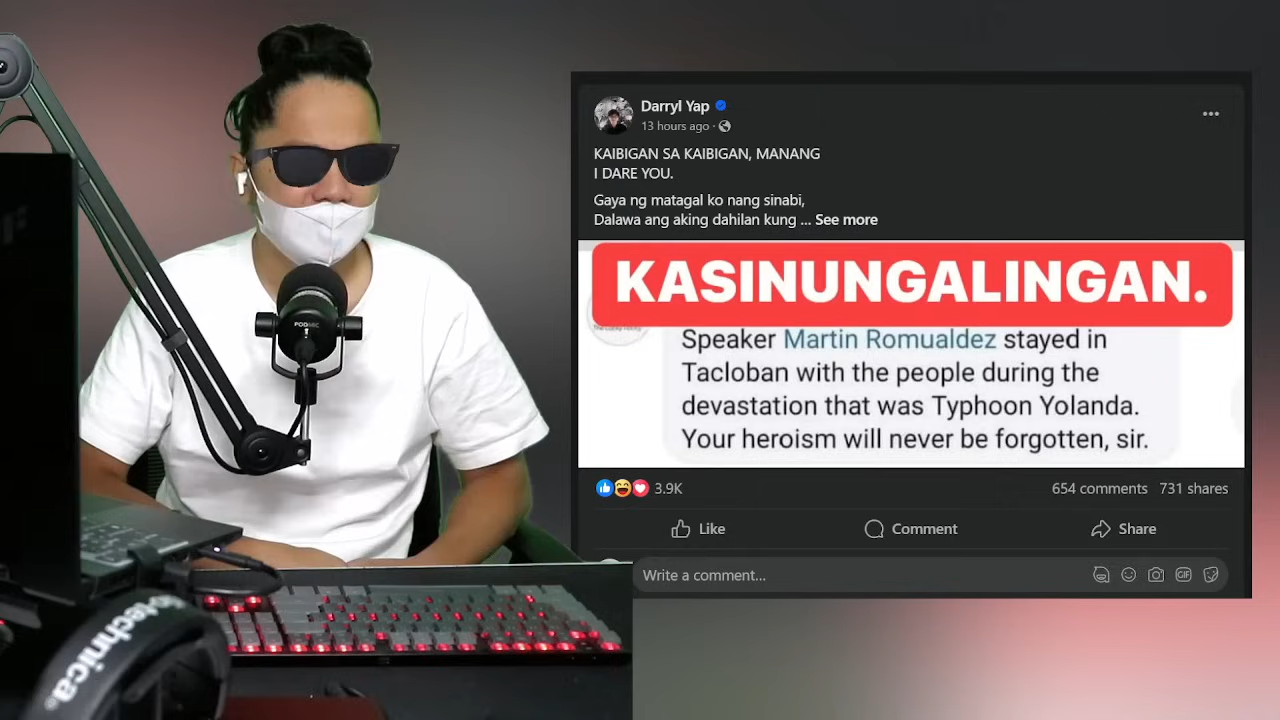 Darryl Yap
13 hours ago ·
KAIBIGAN SA KAIBIGAN, MANANG
I DARE YOU.
Gaya ng matagal ko nang sinabi,
Dalawa ang aking dahilan kung ... See more
KASINUNGALINGAN.
Speaker Martin Romualdez stayed in
Tacloban with the people during the
devastation that was Typhoon Yolanda.
Your heroism will never be forgotten, sir.
3.9K
654 comments 731 shares
Like
Comment
Share
Write a comment...
GIF
PODMIC
technica